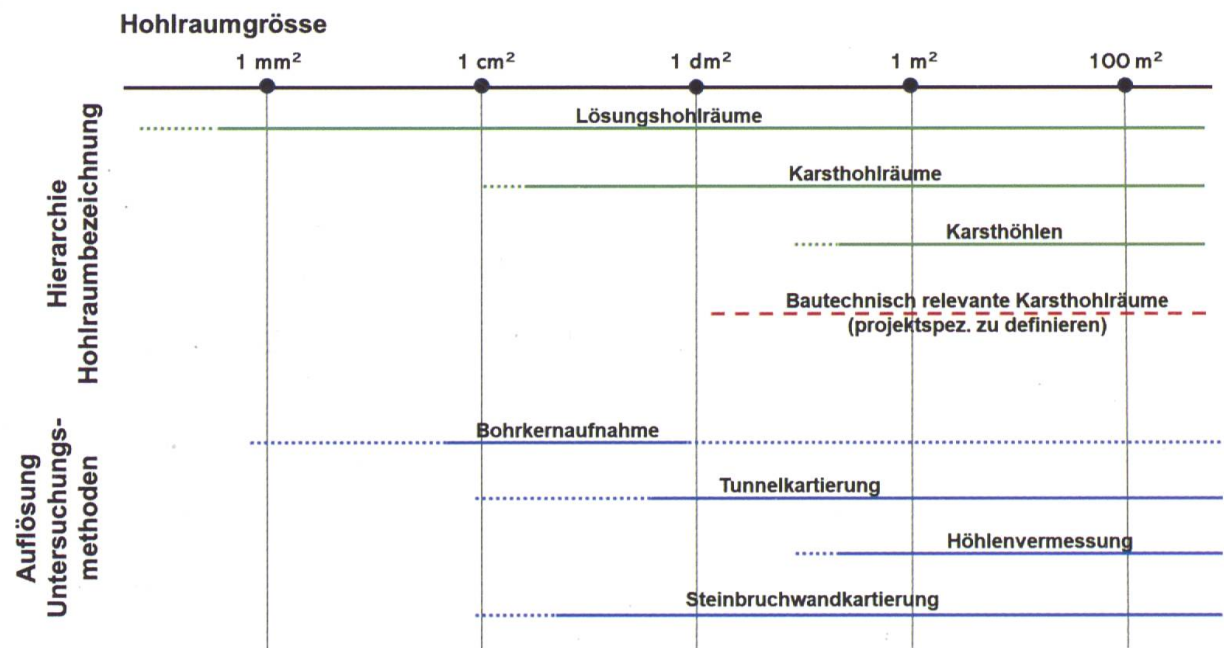 Hohlraumgrösse
1 mm² 1 cm² 1 dm² 1 m² 100 m²
Hierarchie
Hohlraumbezeichnung
Lösungshohlräume
Karsthohlräume
Karsthöhlen
Bautechnisch relevante Karsthohlräume
(projektspez. zu definieren)
Auflösung
Untersuchungs-
methoden
Bohrkernaufnahme
Tunnelkartierung
Höhlenvermessung
Steinbruchwandkartierung